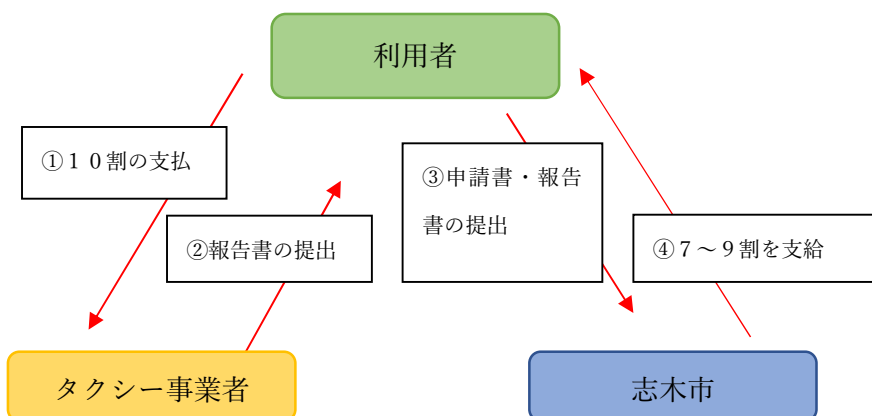 利用者
①１０割の支払
②報告書の提出
③申請書・報告
書の提出
④７～９割を支給
タクシー事業者
志木市